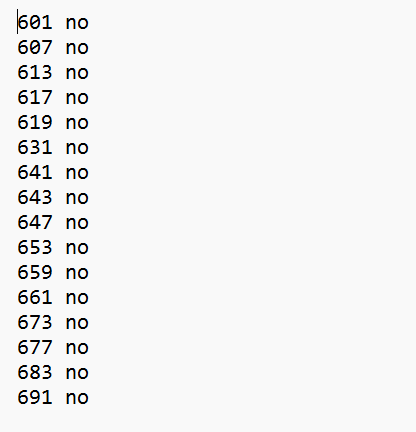 601 no
607 no
613 no
617 no
619 no
631 no
641 no
643 no
647 no
653 no
659 no
661 no
673 no
677 no
683 no
691 no